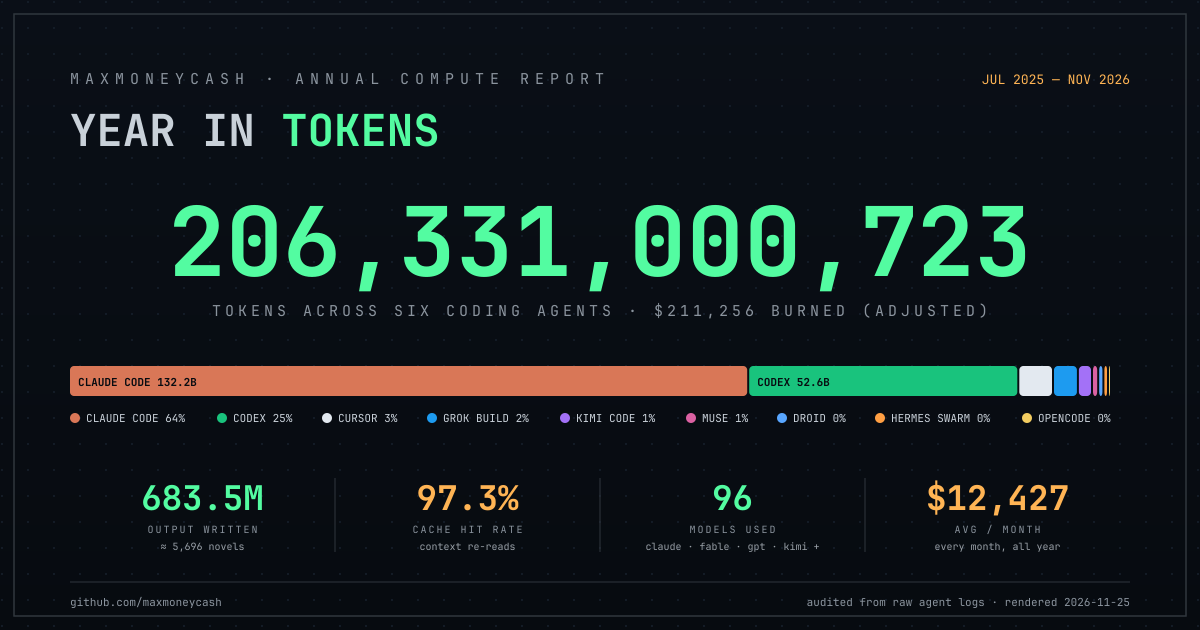 MAXMONEYCASH · ANNUAL COMPUTE REPORT
JUL 2025 — NOV 2026
YEAR IN TOKENS
206,331,000,723
TOKENS ACROSS SIX CODING AGENTS · $211,256 BURNED (ADJUSTED)
CLAUDE CODE 132.2B
CODEX 52.6B
CLAUDE CODE 64%
CODEX 25%
CURSOR 3%
GROK BUILD 2%
KIMI CODE 1%
MUSE 1%
DROID 0%
HERMES SWARM 0%
OPENCODE 0%
683.5M
OUTPUT WRITTEN
≈ 5,696 novels
97.3%
CACHE HIT RATE
context re-reads
96
MODELS USED
claude · fable · gpt · kimi +
$12,427
AVG / MONTH
every month, all year
github.com/maxmoneycash
audited from raw agent logs · rendered 2026-11-25